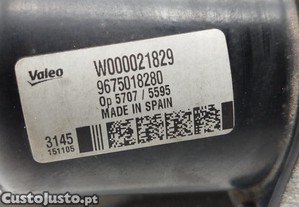 Valeo
W000021829
9675018280
Op 5707 / 5595
MADE IN SPAIN
3145
151105
CustoJusto.pt